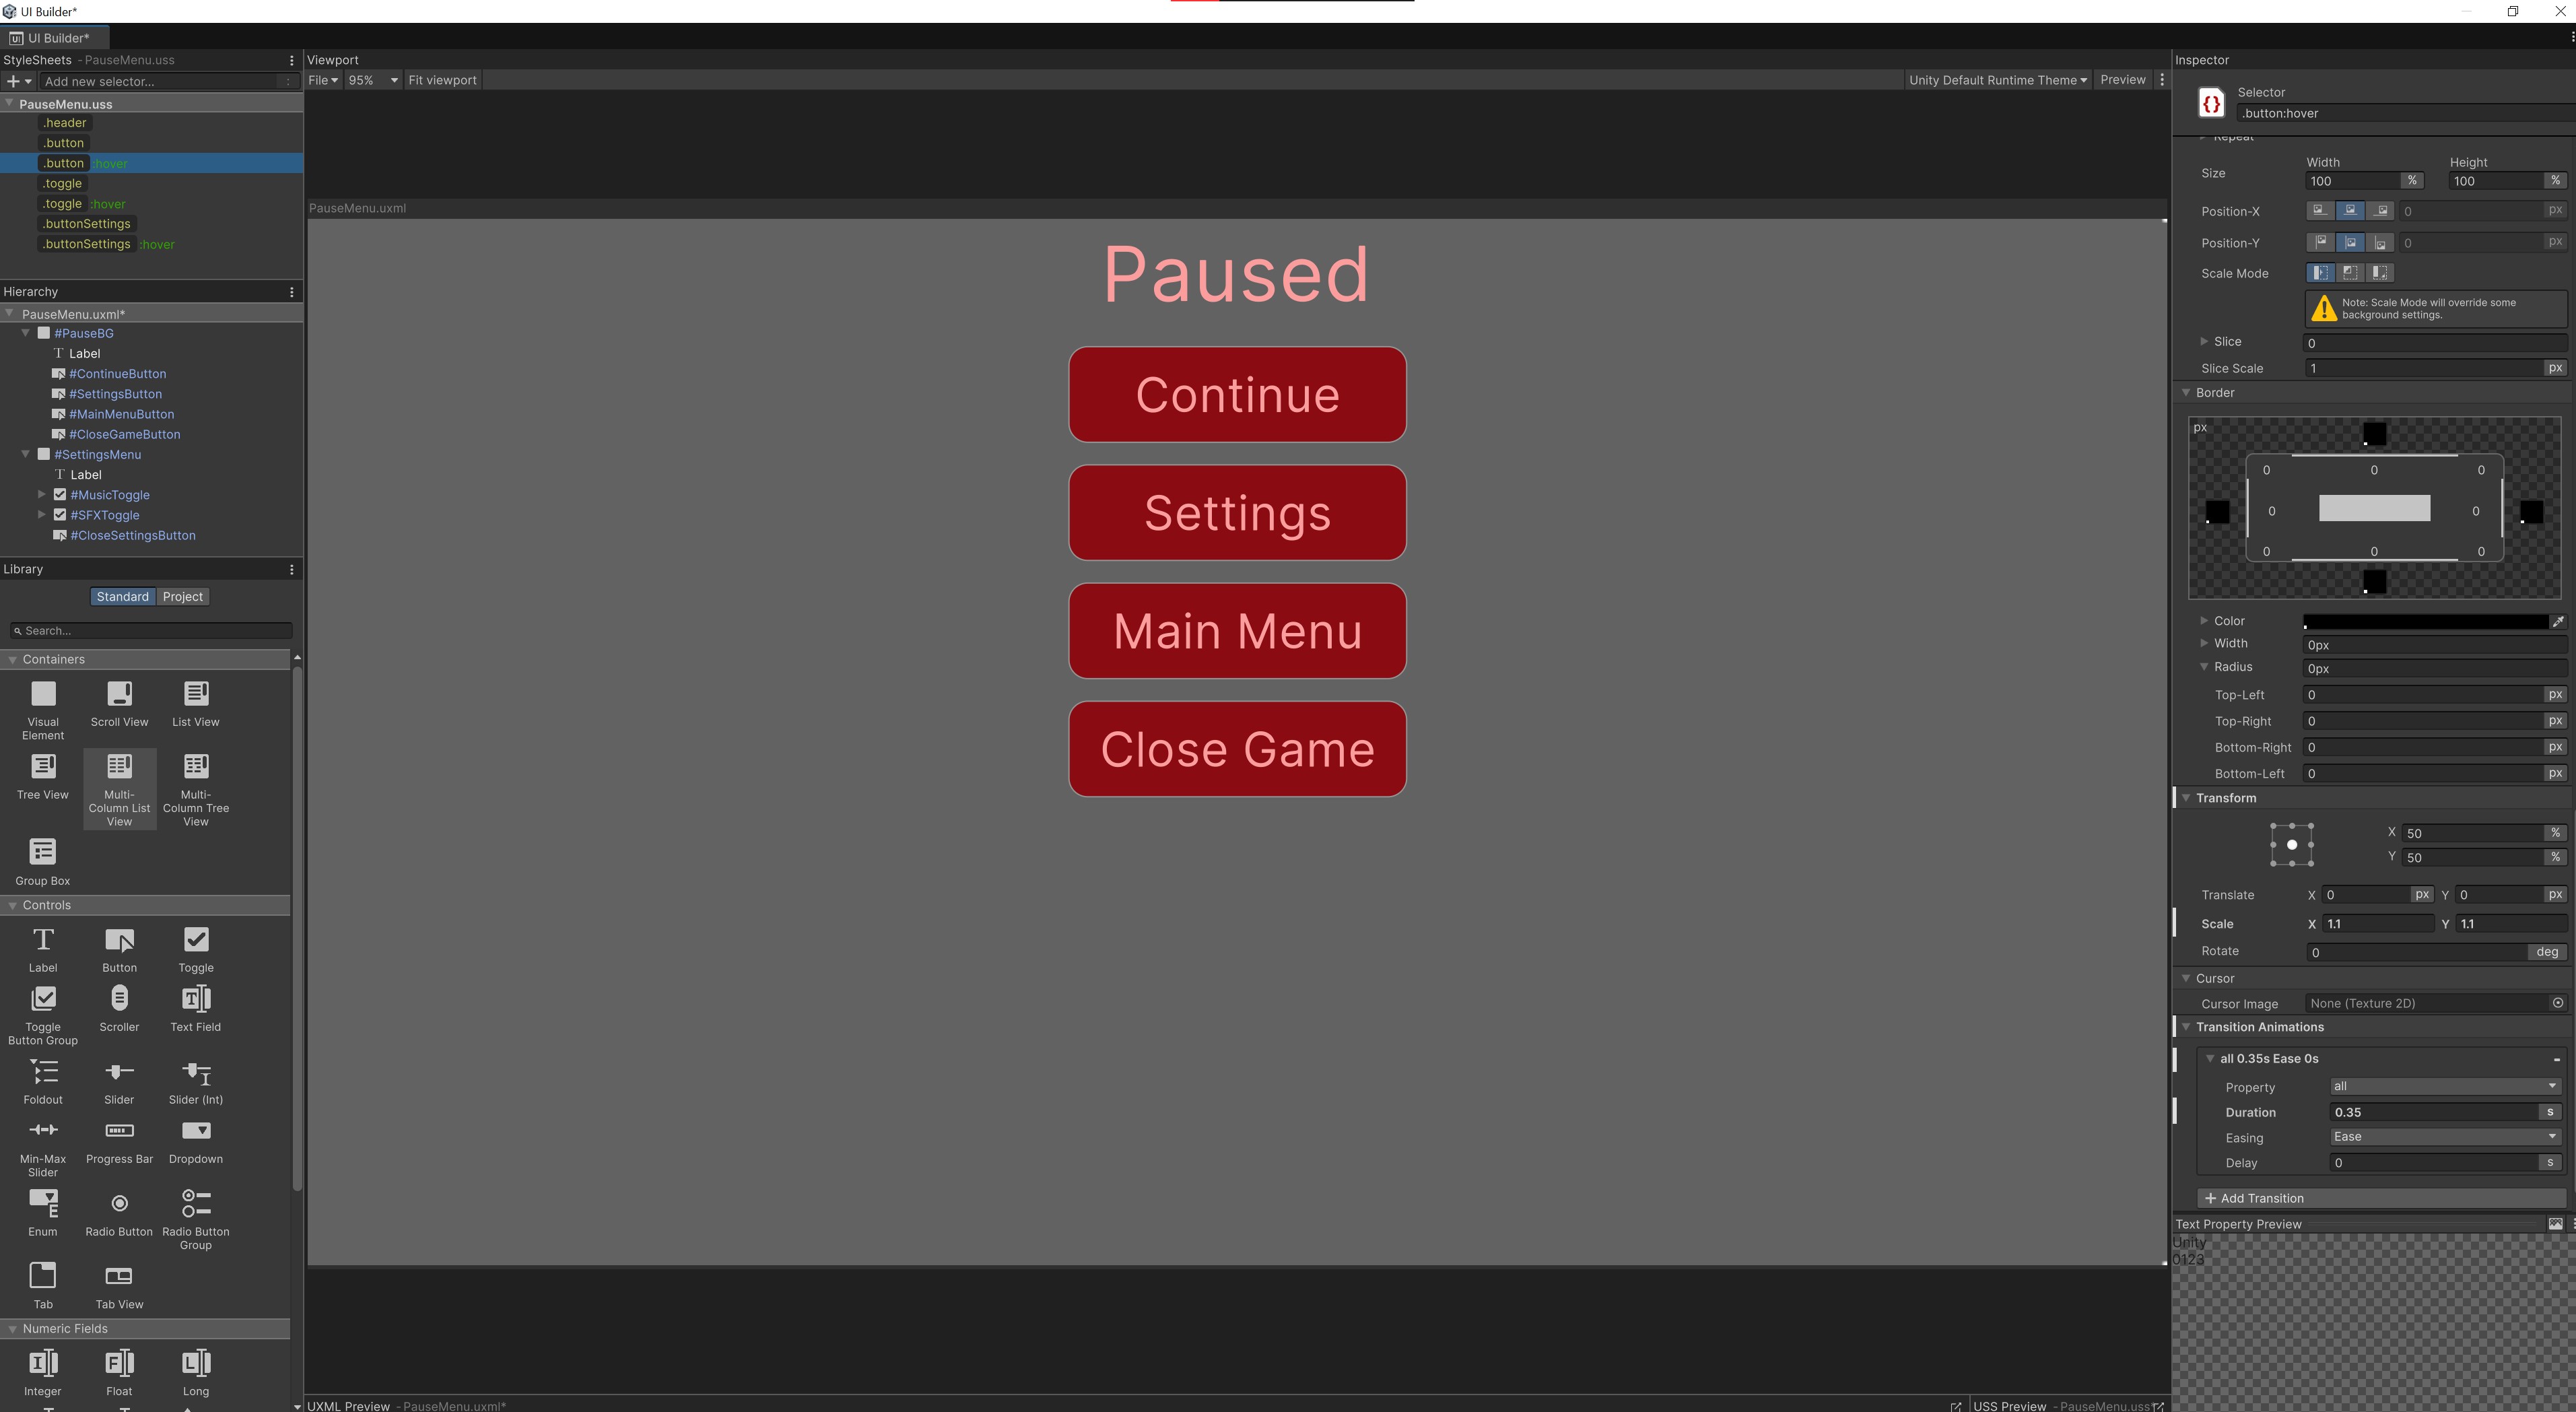 UI Builder*
UI Builder*
StyleSheets - PauseMenu.uss
Add new selector...
PauseMenu.uss
.header
.button
.button :hover
.toggle
.toggle :hover
.buttonSettings
.buttonSettings :hover
Hierarchy
PauseMenu.uxml*
#PauseBG
Label
#ContinueButton
#SettingsButton
#MainMenuButton
#CloseGameButton
#SettingsMenu
Label
#MusicToggle
#SFXToggle
#CloseSettingsButton
Library
Standard Project
Search...
Containers
Visual Element
Scroll View
List View
Tree View
Multi-Column List View
Multi-Column Tree View
Group Box
Controls
Label
Button
Toggle
Toggle Button Group
Scroller
Text Field
Foldout
Slider
Slider (Int)
Min-Max Slider
Progress Bar
Dropdown
Enum
Radio Button
Radio Button Group
Tab
Tab View
Numeric Fields
Integer
Float
Long
Viewport
File 95% Fit viewport
Unity Default Runtime Theme Preview
PauseMenu.uxml
Paused
Continue
Settings
Main Menu
Close Game
UXML Preview - PauseMenu.uxml*
USS Preview - PauseMenu.uss*
Inspector
Selector
.button:hover
Repeat
Width Height
Size 100 % 100 %
Position-X 0 px
Position-Y 0 px
Scale Mode
Note: Scale Mode will override some
background settings.
Slice 0
Slice Scale 1 px
Border
px
0 0 0
0 0
0 0 0
Color
Width 0px
Radius 0px
Top-Left 0 px
Top-Right 0 px
Bottom-Right 0 px
Bottom-Left 0 px
Transform
X 50 %
Y 50 %
Translate X 0 px Y 0 px
Scale X 1.1 Y 1.1
Rotate 0 deg
Cursor
Cursor Image None (Texture 2D)
Transition Animations
all 0.35s Ease 0s
Property all
Duration 0.35 s
Easing Ease
Delay 0 s
Add Transition
Text Property Preview
Unity
0123